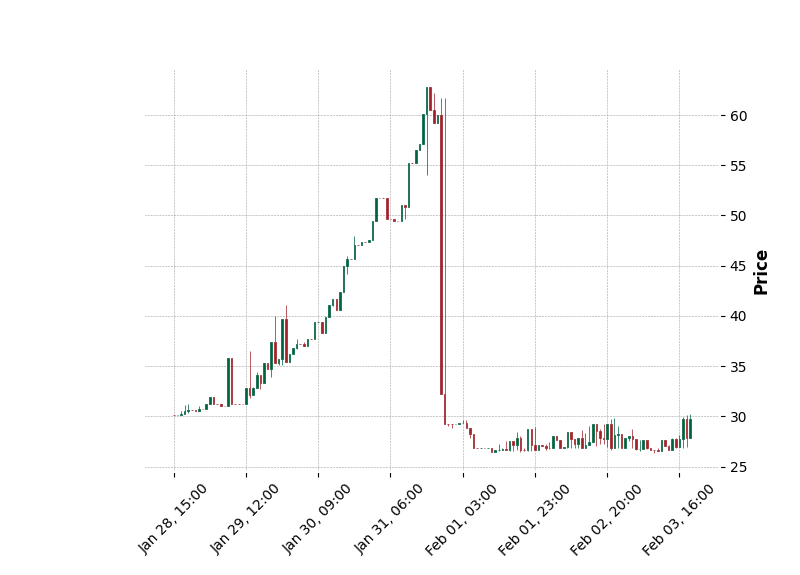 60
55
50
45
40
35
30
25
Price
Jan 28, 15:00
Jan 29, 12:00
Jan 30, 09:00
Jan 31, 06:00
Feb 01, 03:00
Feb 01, 23:00
Feb 02, 20:00
Feb 03, 16:00